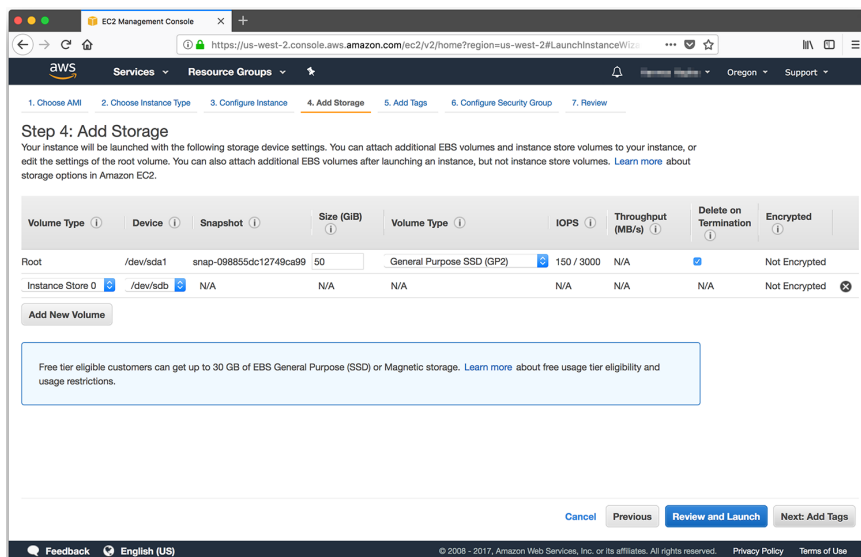 EC2 Management Console
https://us-west-2.console.aws.amazon.com/ec2/v2/home?region=us-west-2#LaunchInstanceWiza
aws Services Resource Groups Oregon Support
1. Choose AMI 2. Choose Instance Type 3. Configure Instance 4. Add Storage 5. Add Tags 6. Configure Security Group 7. Review
Step 4: Add Storage
Your instance will be launched with the following storage device settings. You can attach additional EBS volumes and instance store volumes to your instance, or
edit the settings of the root volume. You can also attach additional EBS volumes after launching an instance, but not instance store volumes. Learn more about
storage options in Amazon EC2.
Volume Type Device Snapshot Size (GiB) Volume Type IOPS Throughput (MB/s) Delete on Termination Encrypted
Root /dev/sda1 snap-098855dc12749ca99 50 General Purpose SSD (GP2) 150 / 3000 N/A Not Encrypted
Instance Store 0 /dev/sdb N/A N/A N/A N/A N/A N/A Not Encrypted
Add New Volume
Free tier eligible customers can get up to 30 GB of EBS General Purpose (SSD) or Magnetic storage. Learn more about free usage tier eligibility and
usage restrictions.
Cancel Previous Review and Launch Next: Add Tags
Feedback English (US) © 2008 - 2017, Amazon Web Services, Inc. or its affiliates. All rights reserved. Privacy Policy Terms of Use